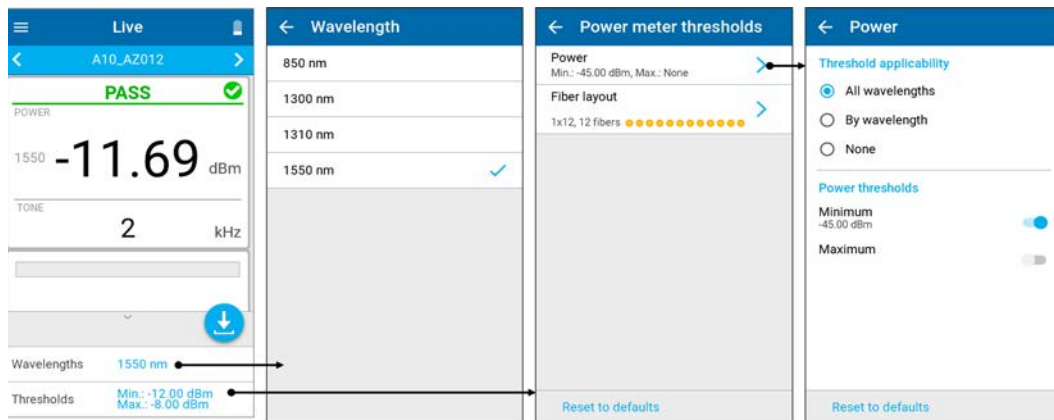 Live
A10_AZ012
PASS
POWER
1550 -11.69 dBm
TONE
2 kHz
Wavelengths 1550 nm
Thresholds Min.: -12.00 dBm
Max.: -8.00 dBm
Wavelength
850 nm
1300 nm
1310 nm
1550 nm
Power meter thresholds
Power
Min.: -45.00 dBm, Max.: None
Fiber layout
1x12, 12 fibers
Reset to defaults
Power
Threshold applicability
All wavelengths
By wavelength
None
Power thresholds
Minimum
-45.00 dBm
Maximum
Reset to defaults